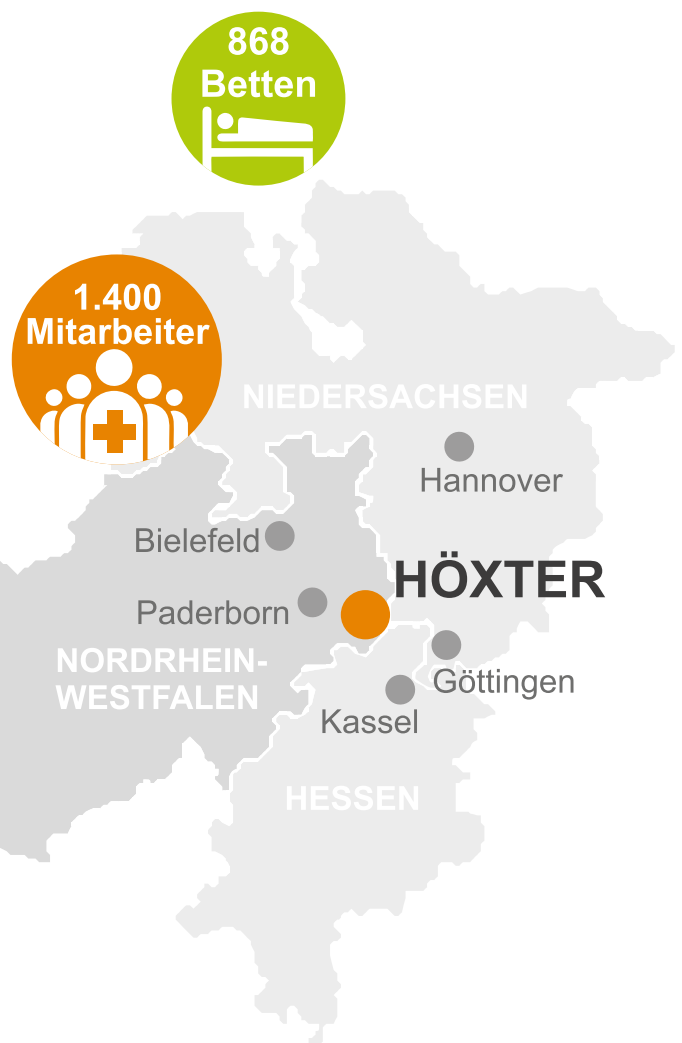 868
Betten
1.400
Mitarbeiter
NIEDERSACHSEN
Hannover
Bielefeld
HÖXTER
Paderborn
NORDRHEIN-
WESTFALEN
Göttingen
Kassel
HESSEN